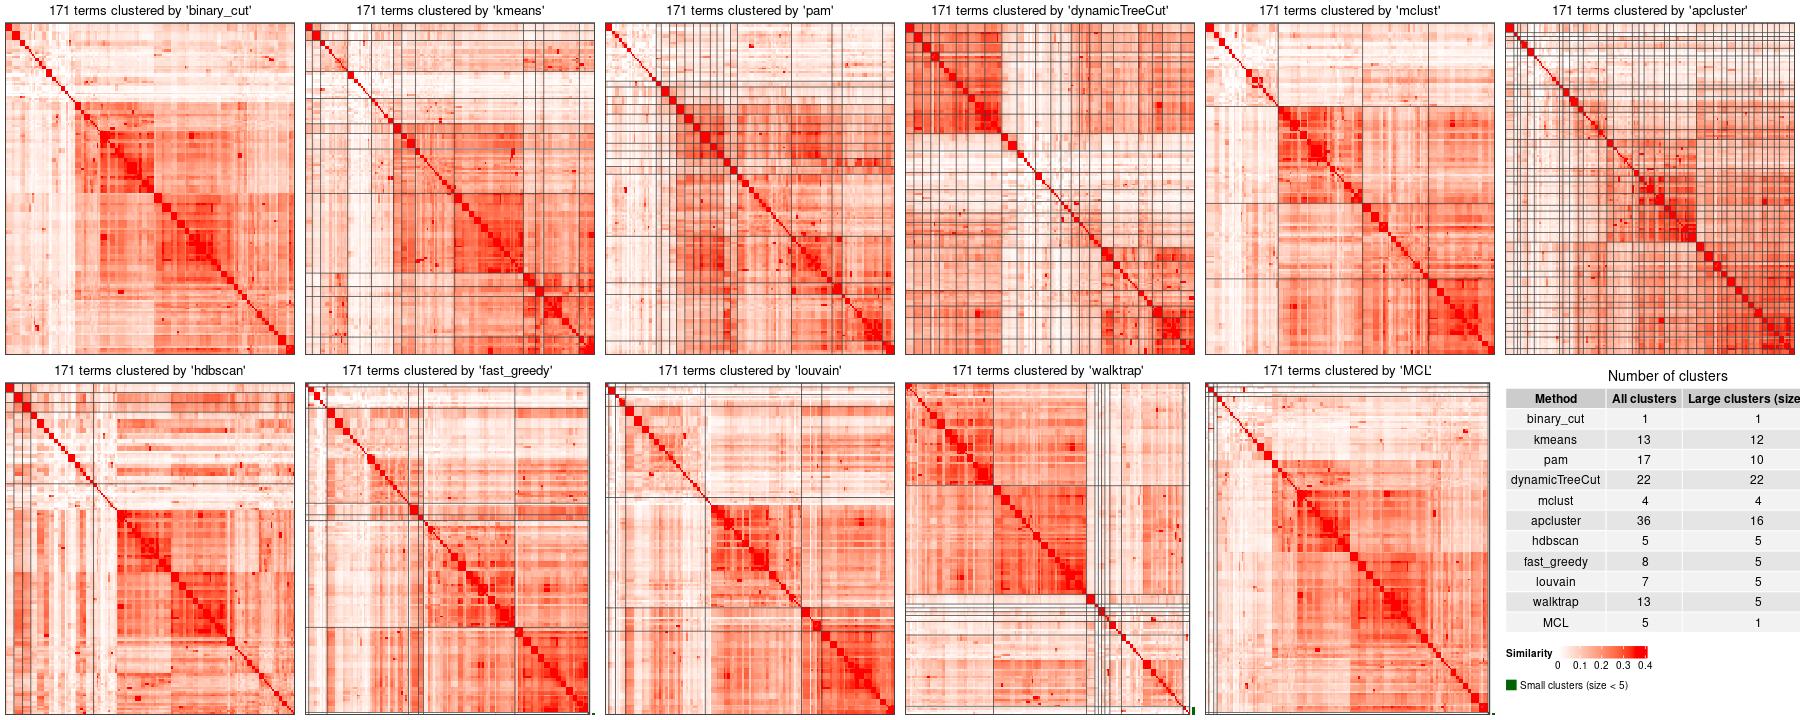 171 terms clustered by 'binary_cut'
171 terms clustered by 'kmeans'
171 terms clustered by 'pam'
171 terms clustered by 'dynamicTreeCut'
171 terms clustered by 'mclust'
171 terms clustered by 'apcluster'
171 terms clustered by 'hdbscan'
171 terms clustered by 'fast_greedy'
171 terms clustered by 'louvain'
171 terms clustered by 'walktrap'
171 terms clustered by 'MCL'
Number of clusters
Method All clusters Large clusters (size
binary_cut 1 1
kmeans 13 12
pam 17 10
dynamicTreeCut 22 22
mclust 4 4
apcluster 36 16
hdbscan 5 5
fast_greedy 8 5
louvain 7 5
walktrap 13 5
MCL 5 1
Similarity
0 0.1 0.2 0.3 0.4
Small clusters (size < 5)